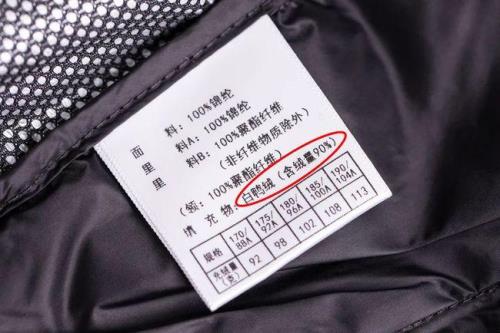 面 料: 100%锦纶
里 料A: 100%锦纶
里 料B: 100%聚酯纤维
(非纤维物质除外)
(领: 100%聚酯纤维)
填 充 物: 白鸭绒 (含绒量90%)
规格 170/88A 175/92A 180/96A 185/100A 190/104A
充绒量(克) 92 98 102 108 113